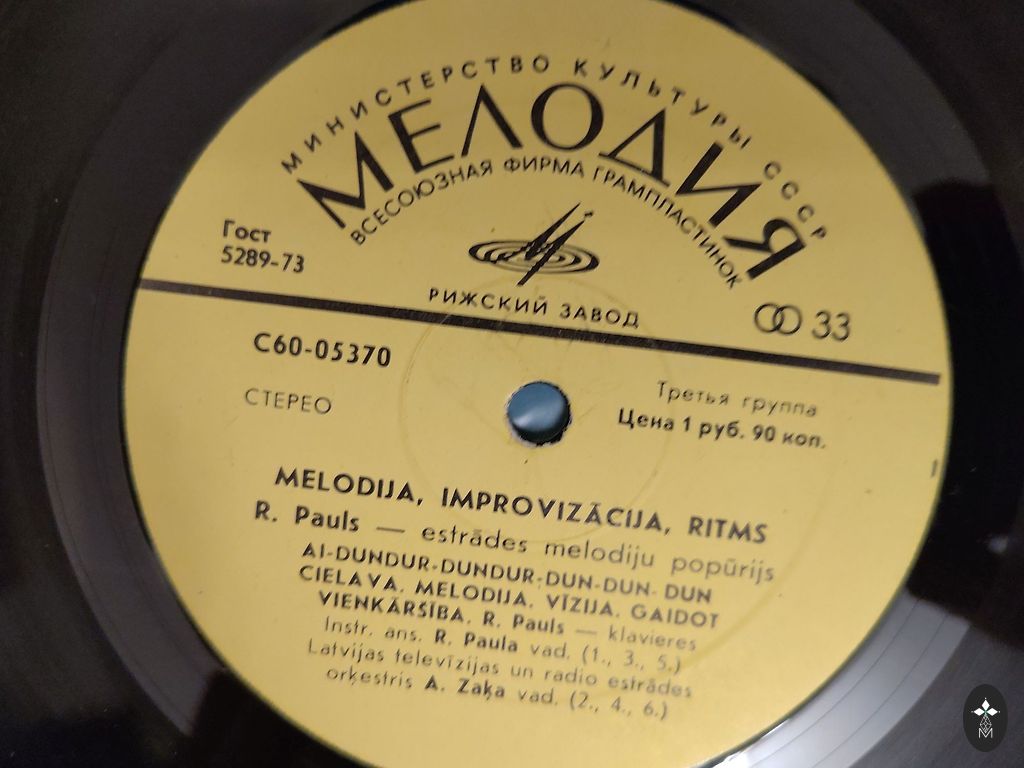 МИНИСТЕРСТВО КУЛЬТУРЫ СССР
МЕЛОДИЯ
ВСЕСОЮЗНАЯ ФИРМА ГРАМПЛАСТИНОК
Гост
5289-73
РИЖСКИЙ ЗАВОД
33
С60-05370
СТЕРЕО
Третья группа
Цена 1 руб. 90 коп.
MELODIJA, IMPROVIZĀCIJA, RITMS
R. Pauls — estrādes melodiju popūrijs
AI-DUNDUR-DUNDUR-DUN-DUN-DUN
CIELAVA. MELODIJA. VĪZIJA. GAIDOT
VIENKĀRŠĪBA. R. Pauls — klavieres
Instr. ans. R. Paula vad. (1., 3., 5.)
Latvijas televīzijas un radio estrādes
orķestris A. Zaķa vad. (2., 4., 6.)
M